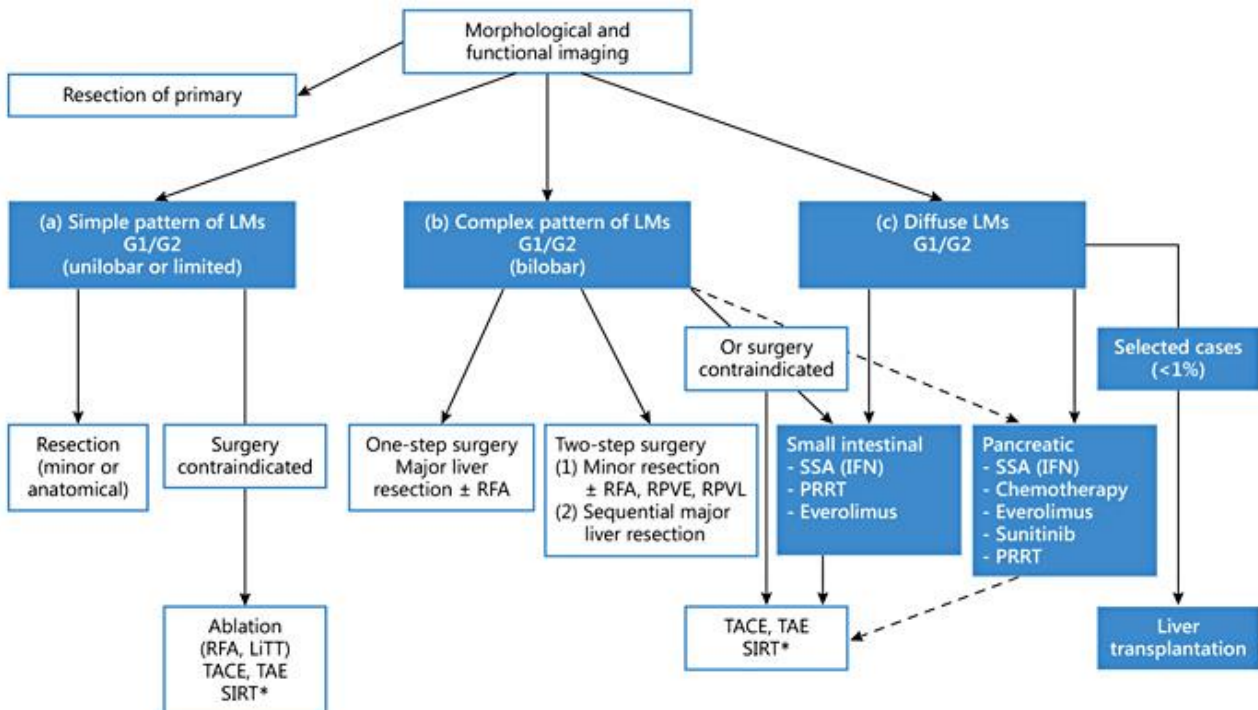 Morphological and
functional imaging
Resection of primary
(a) Simple pattern of LMs
G1/G2
(unilobar or limited)
(b) Complex pattern of LMs
G1/G2
(bilobar)
(c) Diffuse LMs
G1/G2
Or surgery
contraindicated
Selected cases
(<1%)
Resection
(minor or
anatomical)
Surgery
contraindicated
One-step surgery
Major liver
resection ± RFA
Two-step surgery
(1) Minor resection
± RFA, RPVE, RPVL
(2) Sequential major
liver resection
Small intestinal
- SSA (IFN)
- PRRT
- Everolimus
Pancreatic
- SSA (IFN)
- Chemotherapy
- Everolimus
- Sunitinib
- PRRT
Ablation
(RFA, LiTT)
TACE, TAE
SIRT*
TACE, TAE
SIRT*
Liver
transplantation